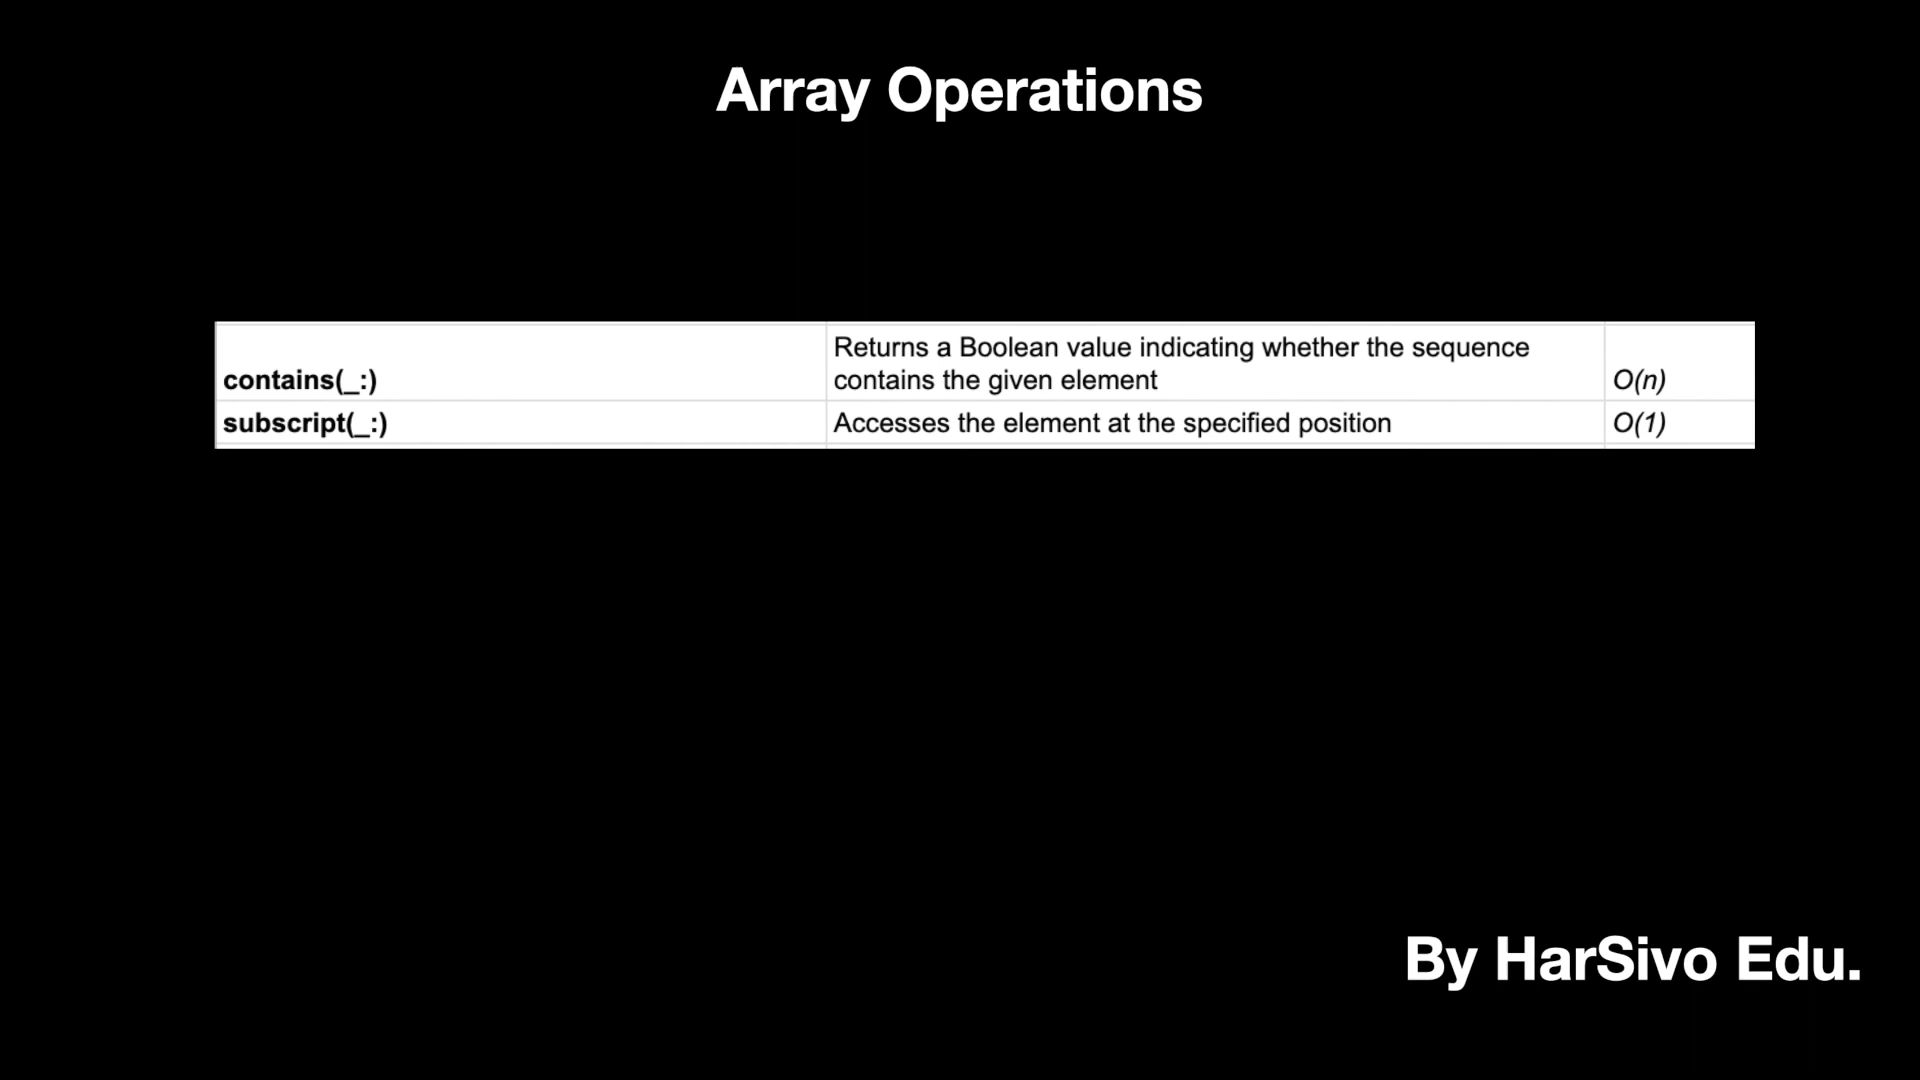 Array Operations
contains(_:)
Returns a Boolean value indicating whether the sequence
contains the given element
O(n)
subscript(_:)
Accesses the element at the specified position
O(1)
By HarSivo Edu.